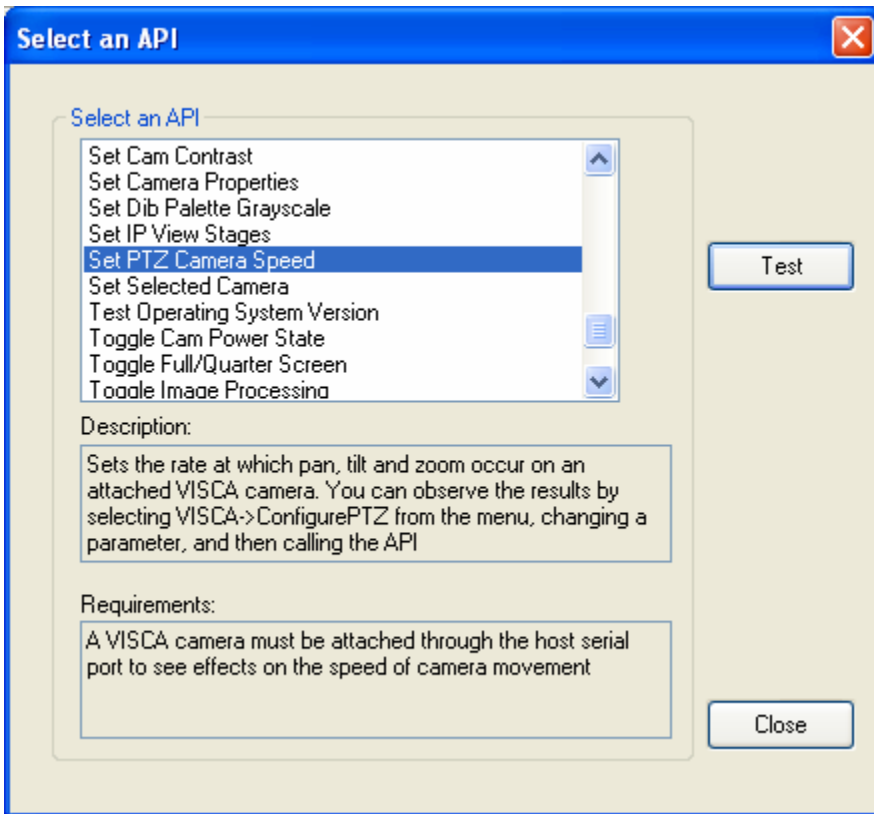 Select an API
Select an API
Set Cam Contrast
Set Camera Properties
Set Dib Palette Grayscale
Set IP View Stages
Set PTZ Camera Speed
Set Selected Camera
Test Operating System Version
Toggle Cam Power State
Toggle Full/Quarter Screen
Toggle Image Processing
Test
Description:
Sets the rate at which pan, tilt and zoom occur on an
attached VISCA camera. You can observe the results by
selecting VISCA->ConfigurePTZ from the menu, changing a
parameter, and then calling the API
Requirements:
A VISCA camera must be attached through the host serial
port to see effects on the speed of camera movement
Close